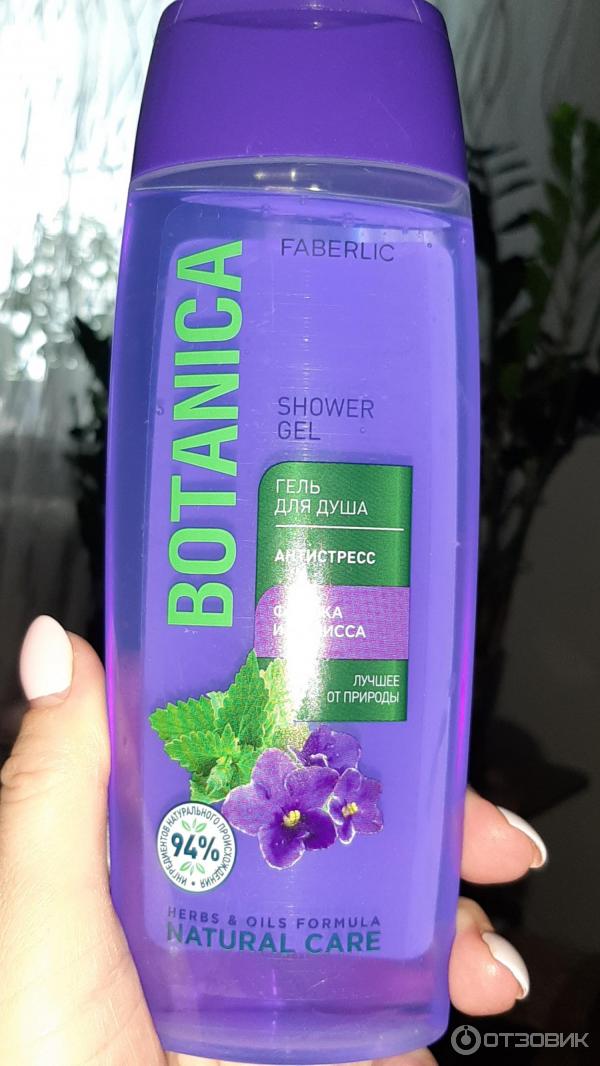 FABERLIC
BOTANICA
SHOWER
GEL
ГЕЛЬ
ДЛЯ ДУША
АНТИСТРЕСС
ЛУЧШЕЕ
ОТ ПРИРОДЫ
94%
ИНГРЕДИЕНТОВ НАТУРАЛЬНОГО ПРОИСХОЖДЕНИЯ
HERBS & OILS FORMULA
NATURAL CARE
ОТЗОВИК